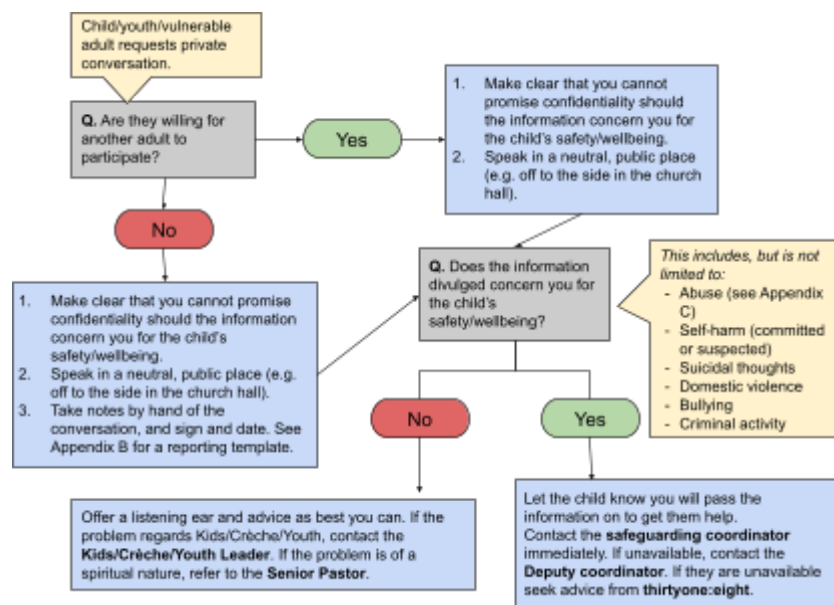 Child/youth/vulnerable
adult requests private
conversation.
Q. Are they willing for
another adult to
participate?
Yes
1. Make clear that you cannot
promise confidentiality should
the information concern you for
the child's safety/wellbeing.
2. Speak in a neutral, public place
(e.g. off to the side in the church
hall).
No
1. Make clear that you cannot promise
confidentiality should the information
concern you for the child's
safety/wellbeing.
2. Speak in a neutral, public place (e.g.
off to the side in the church hall).
3. Take notes by hand of the
conversation, and sign and date. See
Appendix B for a reporting template.
Q. Does the information
divulged concern you for
the child's
safety/wellbeing?
This includes, but is not
limited to:
- Abuse (see Appendix
C)
- Self-harm (committed
or suspected)
- Suicidal thoughts
- Domestic violence
- Bullying
- Criminal activity
No
Yes
Offer a listening ear and advice as best you can. If the
problem regards Kids/Crèche/Youth, contact the
Kids/Crèche/Youth Leader. If the problem is of a
spiritual nature, refer to the Senior Pastor.
Let the child know you will pass the
information on to get them help.
Contact the safeguarding coordinator
immediately. If unavailable, contact the
Deputy coordinator. If they are unavailable
seek advice from thirtyone:eight.